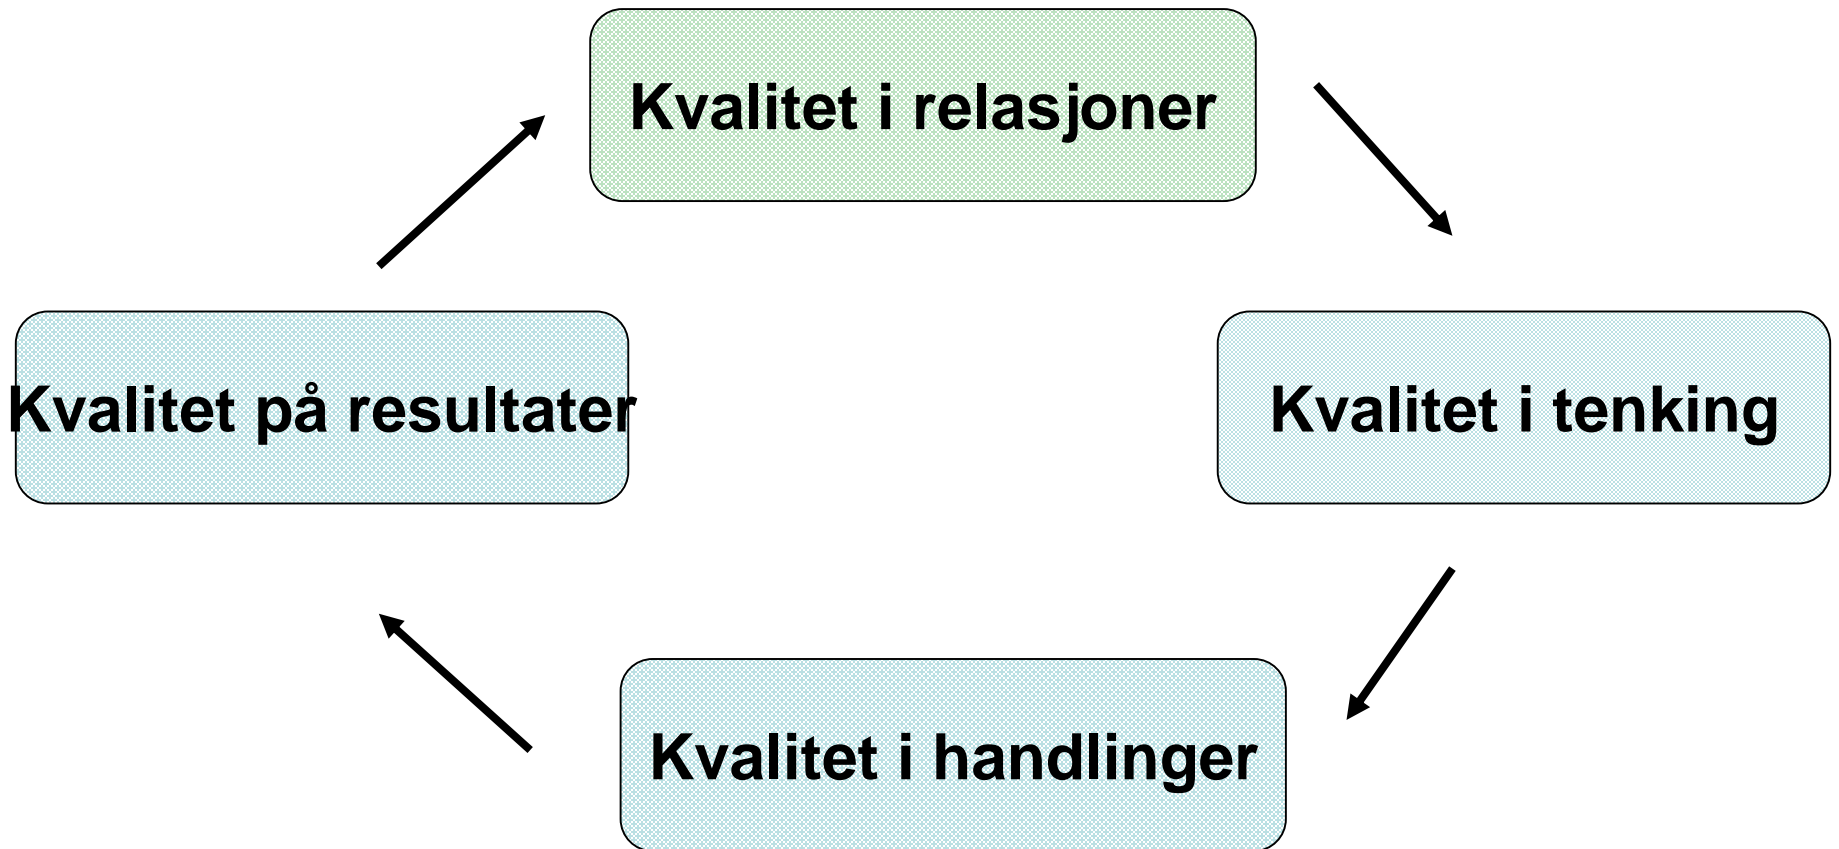 Kvalitet i relasjoner
Kvalitet på resultater
Kvalitet i tenking
Kvalitet i handlinger